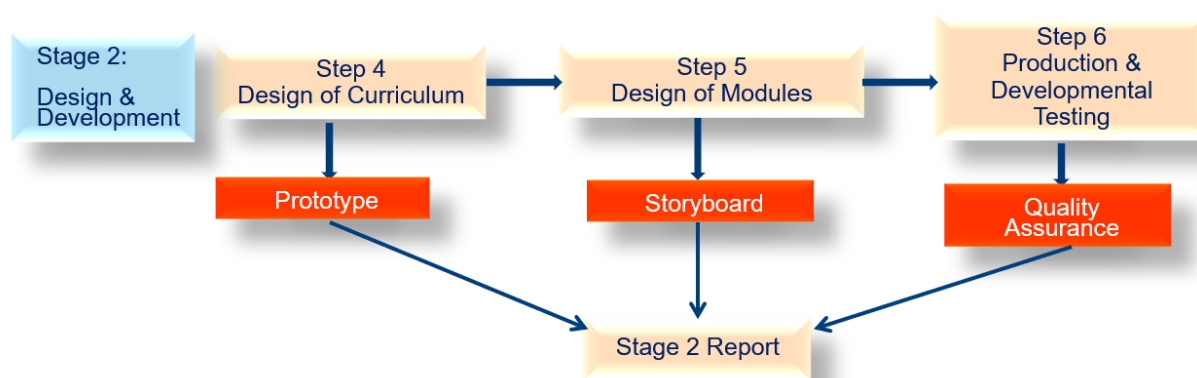 Stage 2:
Design &
Development
Step 4
Design of Curriculum
Step 5
Design of Modules
Step 6
Production &
Developmental
Testing
Prototype
Storyboard
Quality
Assurance
Stage 2 Report